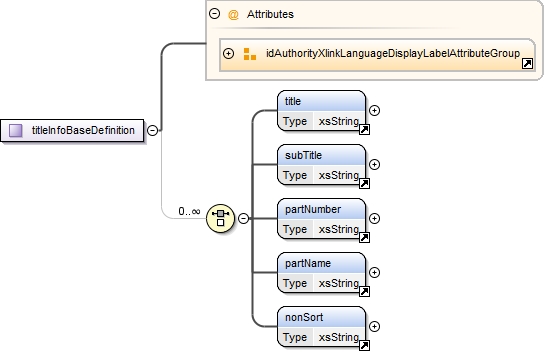 @ Attributes
idAuthorityXlinkLanguageDisplayLabelAttributeGroup
titleInfoBaseDefinition
0..∞
title
Type xsString
subTitle
Type xsString
partNumber
Type xsString
partName
Type xsString
nonSort
Type xsString